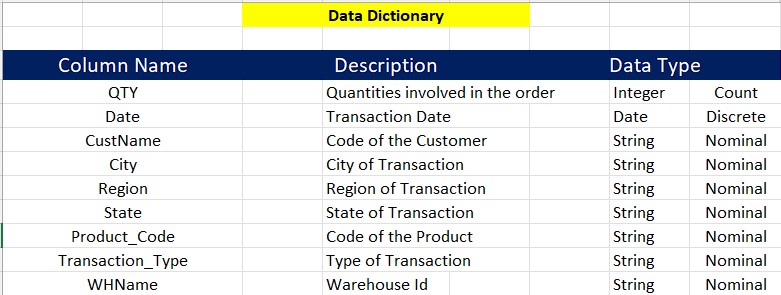 Data Dictionary
Column Name Description Data Type
QTY Quantities involved in the order Integer Count
Date Transaction Date Date Discrete
CustName Code of the Customer String Nominal
City City of Transaction String Nominal
Region Region of Transaction String Nominal
State State of Transaction String Nominal
Product_Code Code of the Product String Nominal
Transaction_Type Type of Transaction String Nominal
WHName Warehouse Id String Nominal